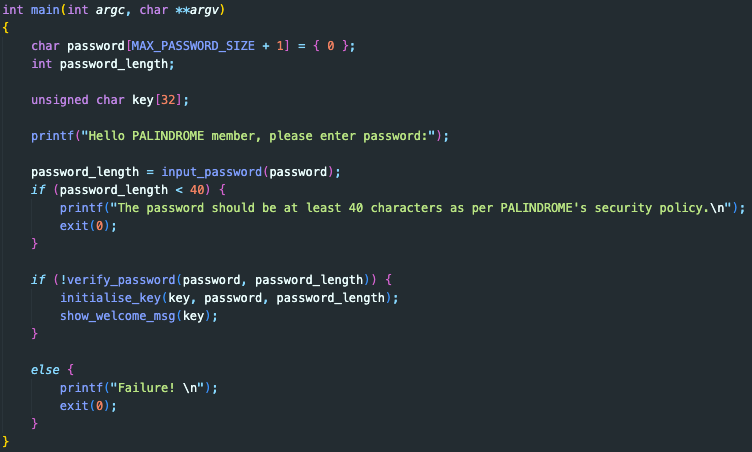 int main(int argc, char **argv)
{
    char password[MAX_PASSWORD_SIZE + 1] = { 0 };
    int password_length;

    unsigned char key[32];

    printf("Hello PALINDROME member, please enter password:");

    password_length = input_password(password);
    if (password_length < 40) {
        printf("The password should be at least 40 characters as per PALINDROME's security policy.\n");
        exit(0);
    }

    if (!verify_password(password, password_length)) {
        initialise_key(key, password, password_length);
        show_welcome_msg(key);
    }

    else {
        printf("Failure! \n");
        exit(0);
    }
}